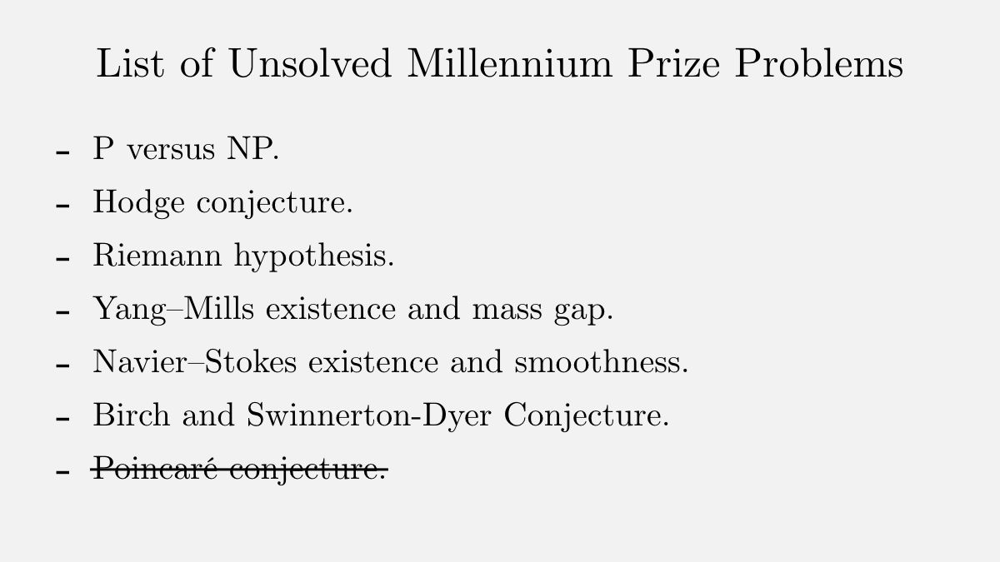 List of Unsolved Millennium Prize Problems
- P versus NP.
- Hodge conjecture.
- Riemann hypothesis.
- Yang–Mills existence and mass gap.
- Navier–Stokes existence and smoothness.
- Birch and Swinnerton-Dyer Conjecture.
- Poincaré conjecture.